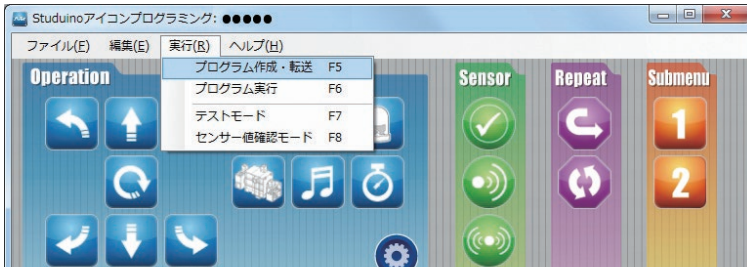 Studuinoアイコンプログラミング: ●●●●●
ファイル(F) 編集(E) 実行(R) ヘルプ(H)
プログラム作成・転送 F5
プログラム実行 F6
テストモード F7
センサー値確認モード F8
Operation Sensor Repeat Submenu
1
2